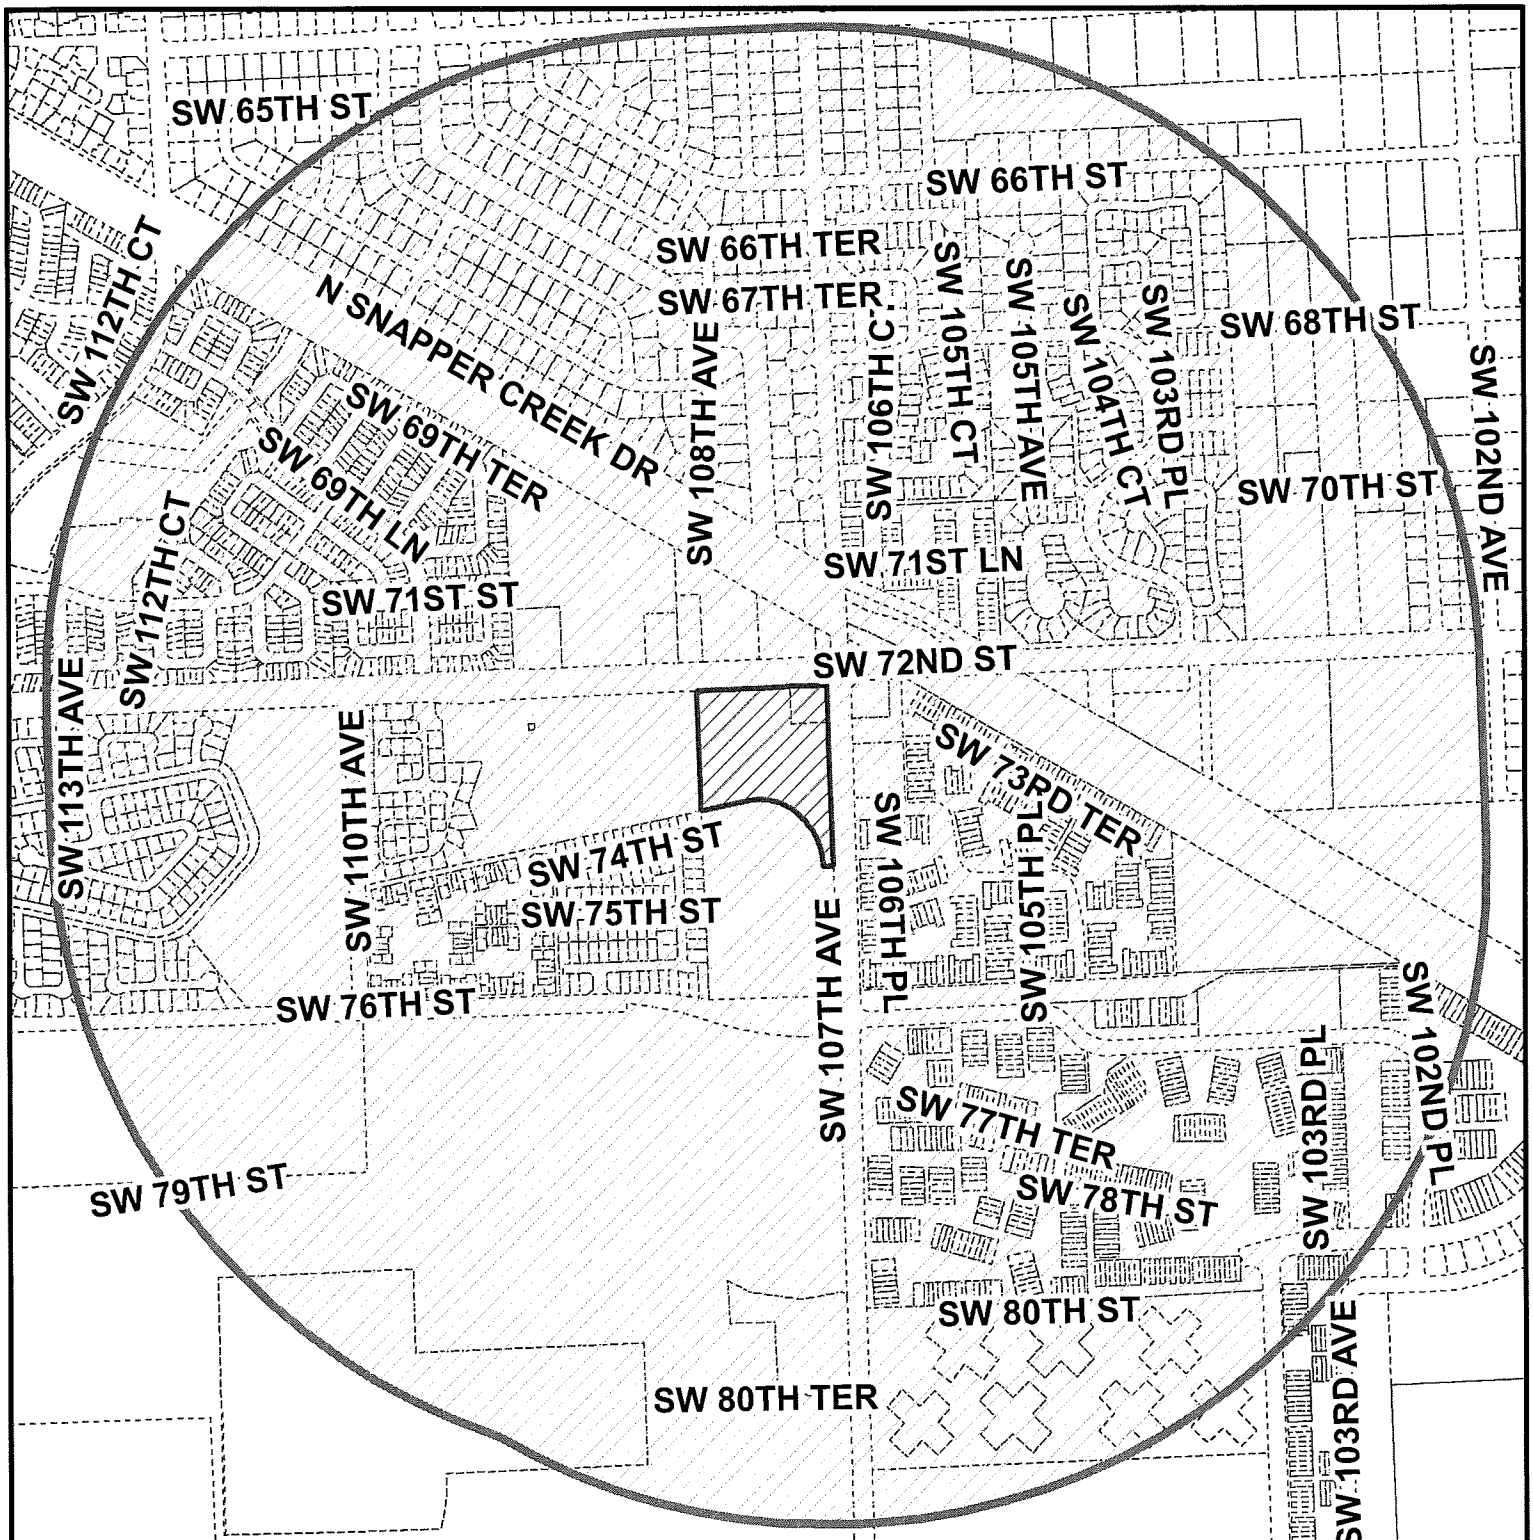 SW 65TH ST
SW 66TH ST
SW 112TH CT
SW 66TH TER
SW 67TH TER
N SNAPPER CREEK DR
SW 105TH CT
SW 105TH AVE
SW 104TH CT
SW 103RD PL
SW 68TH ST
SW 108TH AVE
SW 106TH C
SW 102ND AVE
SW 69TH TER
SW 69TH LN
SW 70TH ST
SW 112TH CT
SW 71ST LN
SW 71ST ST
SW 72ND ST
SW 113TH AVE
SW 110TH AVE
SW 73RD TER
SW 106TH PL
SW 105TH PL
SW 74TH ST
SW 75TH ST
SW 107TH AVE
SW 76TH ST
SW 102ND PL
SW 103RD PL
SW 77TH TER
SW 79TH ST
SW 78TH ST
SW 80TH ST
SW 103RD AVE
SW 80TH TER